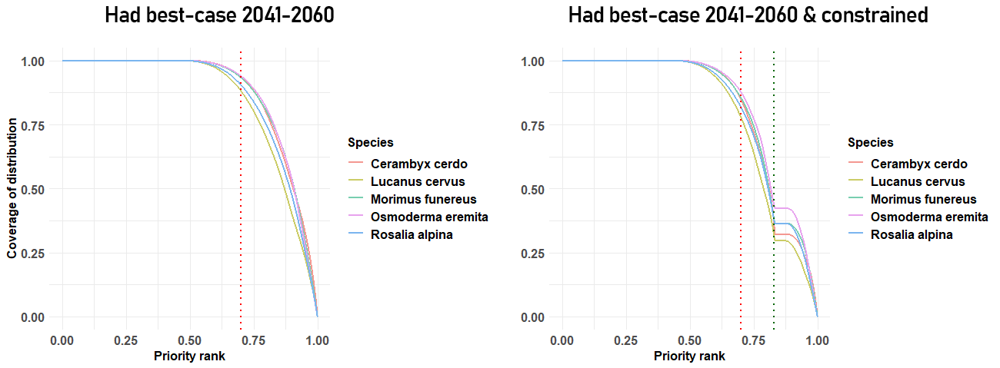 Had best-case 2041-2060
Coverage of distribution
1.00
0.75
0.50
0.25
0.00
0.00 0.25 0.50 0.75 1.00
Priority rank
Species
Cerambyx cerdo
Lucanus cervus
Morimus funereus
Osmoderma eremita
Rosalia alpina
Had best-case 2041-2060 & constrained
1.00
0.75
0.50
0.25
0.00
0.00 0.25 0.50 0.75 1.00
Priority rank
Species
Cerambyx cerdo
Lucanus cervus
Morimus funereus
Osmoderma eremita
Rosalia alpina